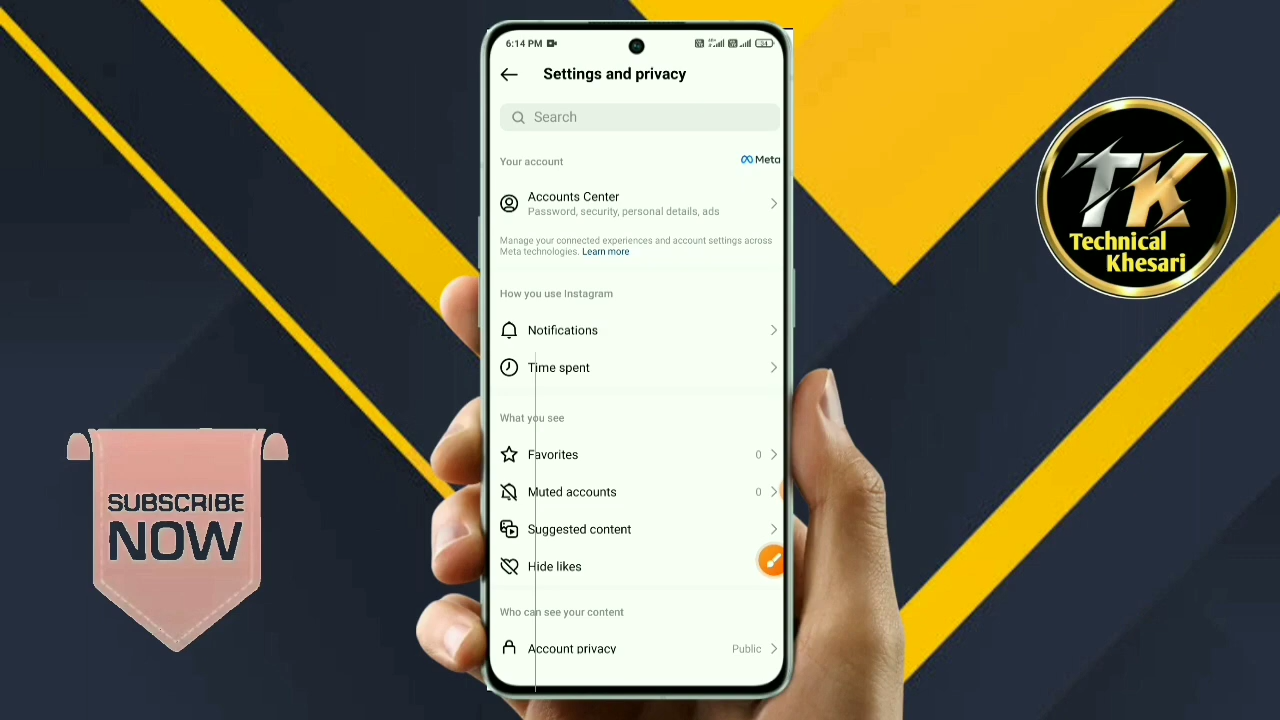 6:14 PM
Settings and privacy
Search
Your account
Meta
Accounts Center
Password, security, personal details, ads
Manage your connected experiences and account settings across
Meta technologies. Learn more
How you use Instagram
Notifications
Time spent
What you see
Favorites 0
Muted accounts 0
Suggested content
Hide likes
Who can see your content
Account privacy Public
TK
Technical
Khesari
SUBSCRIBE
NOW